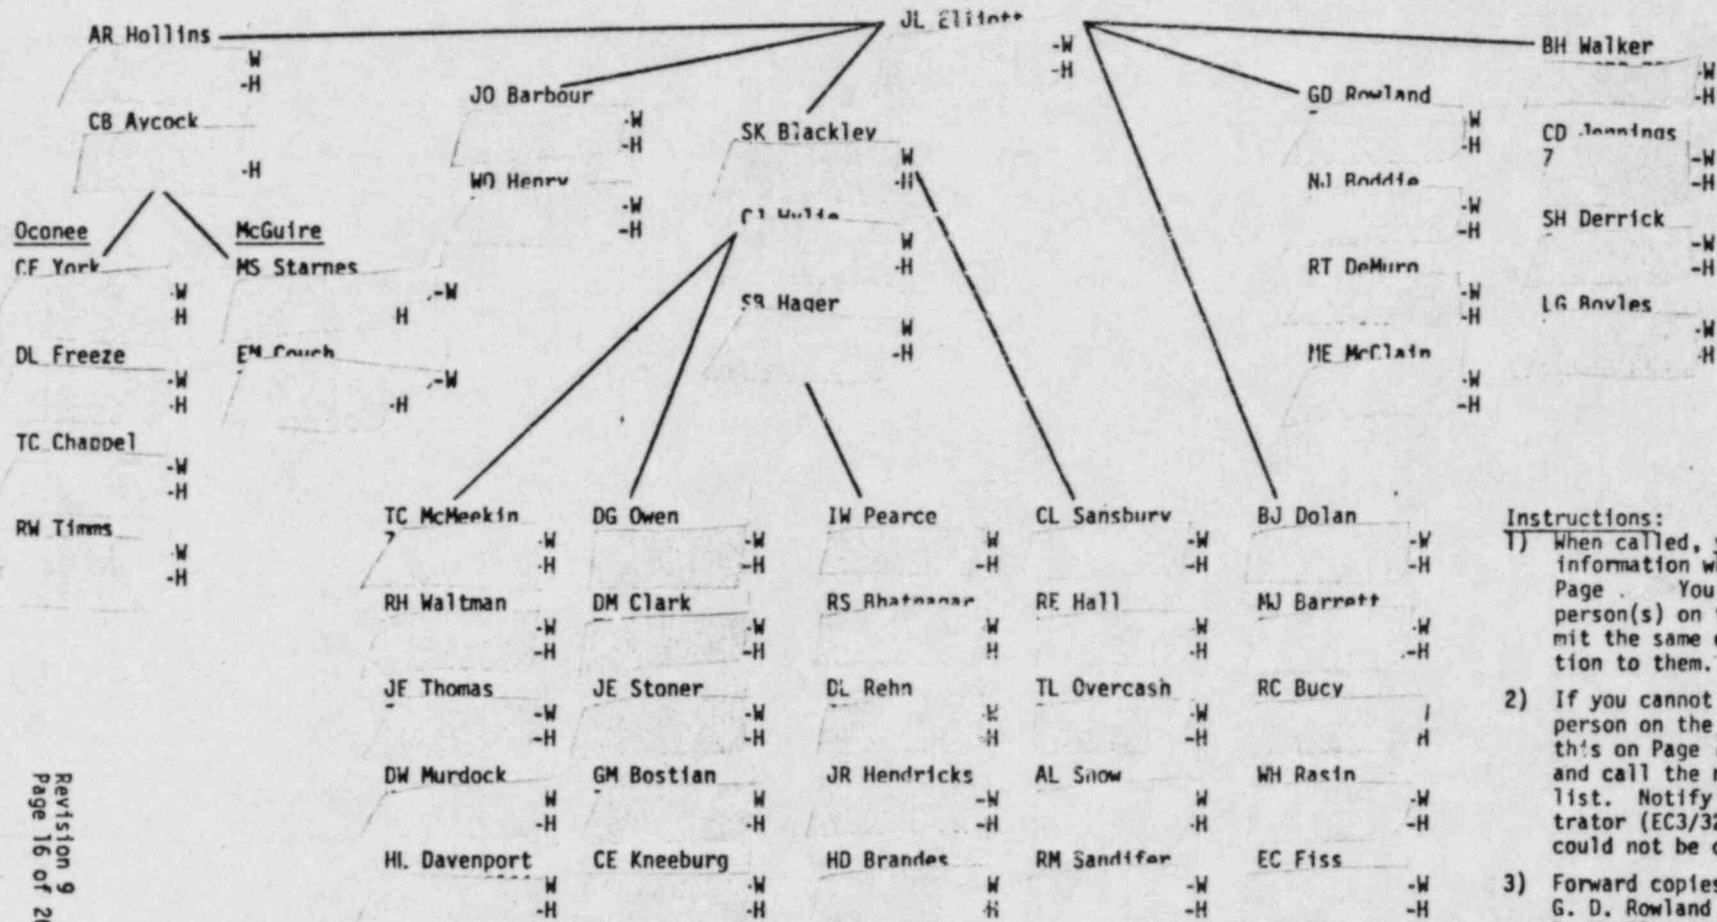 JL Elliott
-W
-H
AR Hollins
W
-H
CB Aycock
-H
Oconee
CE York
-W
H
DL Freeze
-W
-H
TC Chappel
-W
-H
RW Timms
W
-H
McGuire
MS Starnes
-W
H
EM Couch
-W
-H
JO Barbour
-W
-H
WO Henry
-W
-H
SK Blackley
W
-H
CJ Wylie
W
-H
SB Hager
W
-H
GD Rowland
W
-H
NJ Boddie
-W
-H
RT DeMuro
-W
-H
ME McClain
-W
-H
BH Walker
-W
-H
CD Jennings
7
-W
-H
SH Derrick
-W
-H
LG Boyles
-W
-H
TC McMeekin
7
-W
-H
RH Waltman
-W
-H
JE Thomas
-W
-H
DW Murdock
W
-H
HL Davenport
W
-H
DG Owen
-W
-H
DM Clark
-W
-H
JE Stoner
-W
-H
GM Bostian
W
-H
CE Kneeburg
-W
-H
IW Pearce
W
-H
RS Bhatnagar
W
H
DL Rehn
-H
JR Hendricks
-W
-H
HD Brandes
W
CL Sansbury
-W
-H
RE Hall
W
-H
TL Overcash
-W
-H
AL Snow
W
-H
RM Sandifer
-W
-H
BJ Dolan
-W
-H
MJ Barrett
-W
-H
RC Bucy
H
WH Rasin
-W
-H
EC Fiss
-W
-H
Instructions:
1) When called,
information
Page . You
person(s) on
mit the same
tion to them.
2) If you cannot
person on the
this on Page
and call the
list. Notify
trator
could not be
3) Forward copies
G. D. Rowland
Revision 9
Page 16 of